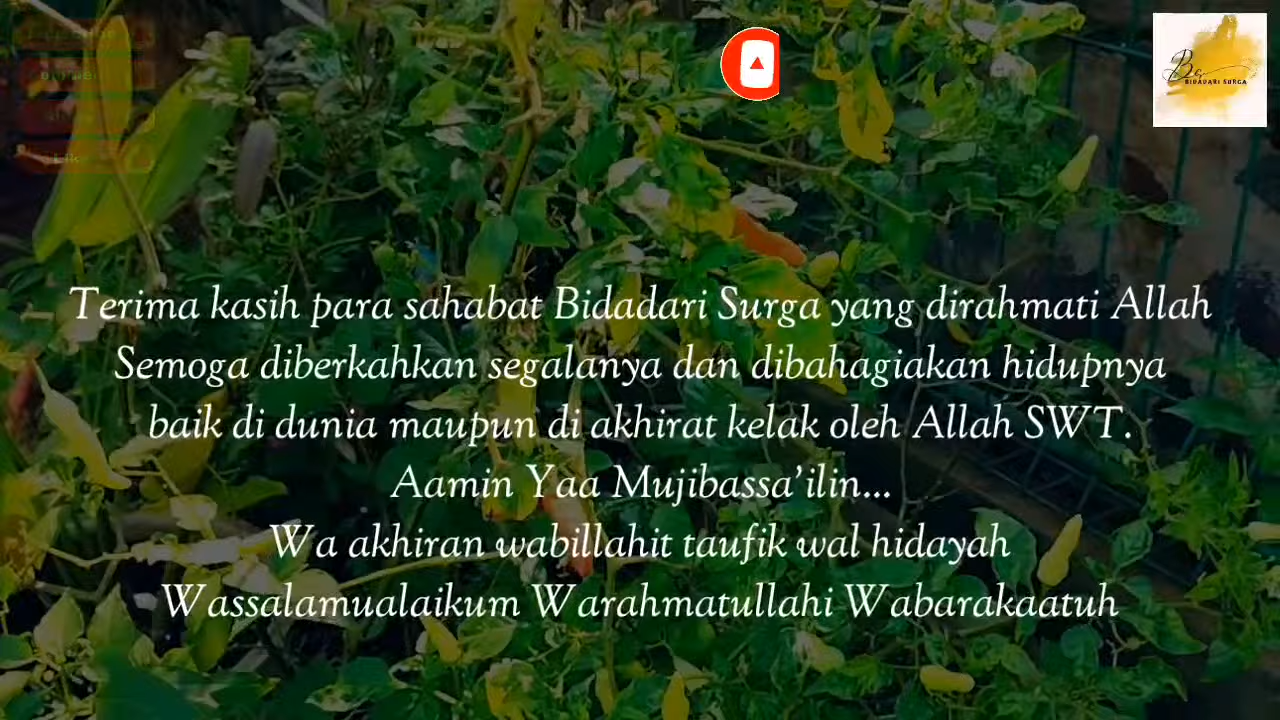 Bs
BIDADARI SURGA
Terima kasih para sahabat Bidadari Surga yang dirahmati Allah
Semoga diberkahkan segalanya dan dibahagiakan hidupnya
baik di dunia maupun di akhirat kelak oleh Allah SWT.
Aamin Yaa Mujibassa'ilin...
Wa akhiran wabillahit taufik wal hidayah
Wassalamualaikum Warahmatullahi Wabarakaatuh